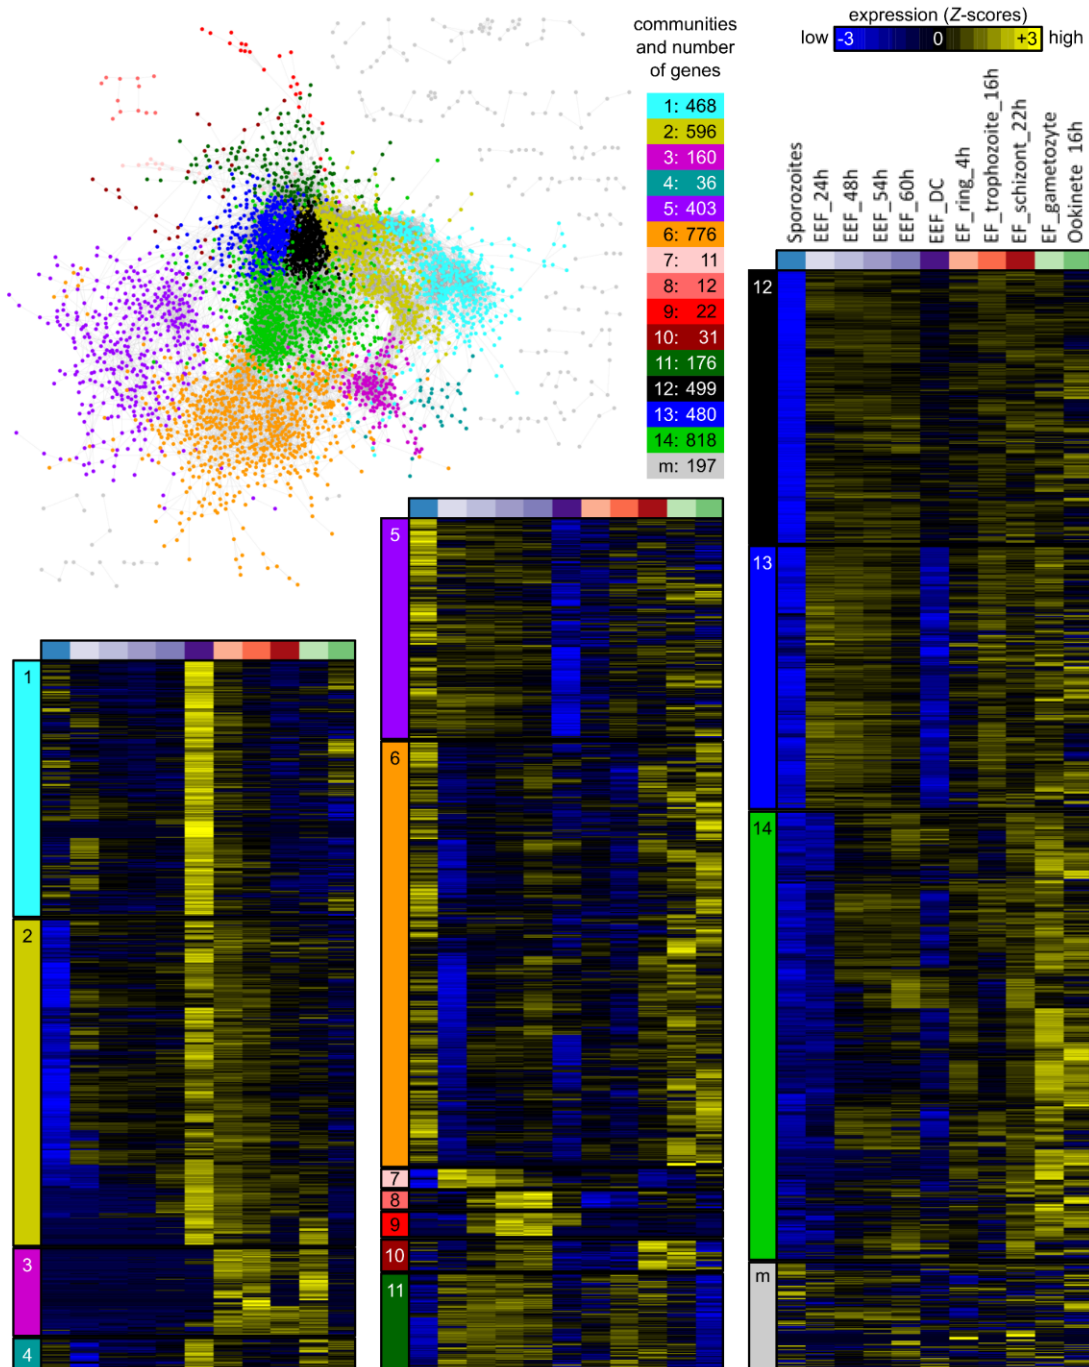 communities
and number
of genes
1: 468
2: 596
3: 160
4: 36
5: 403
6: 776
7: 11
8: 12
9: 22
10: 31
11: 176
12: 499
13: 480
14: 818
m: 197
expression (Z-scores)
low -3 0 +3 high
Sporozoites
EEF_24h
EEF_48h
EEF_54h
EEF_60h
EEF_DC
EF_ring_4h
EF_trophozoite_16h
EF_schizont_22h
EF_gametozyte
Ookinete 16h
1
2
3
4
5
6
7
8
9
10
11
12
13
14
m